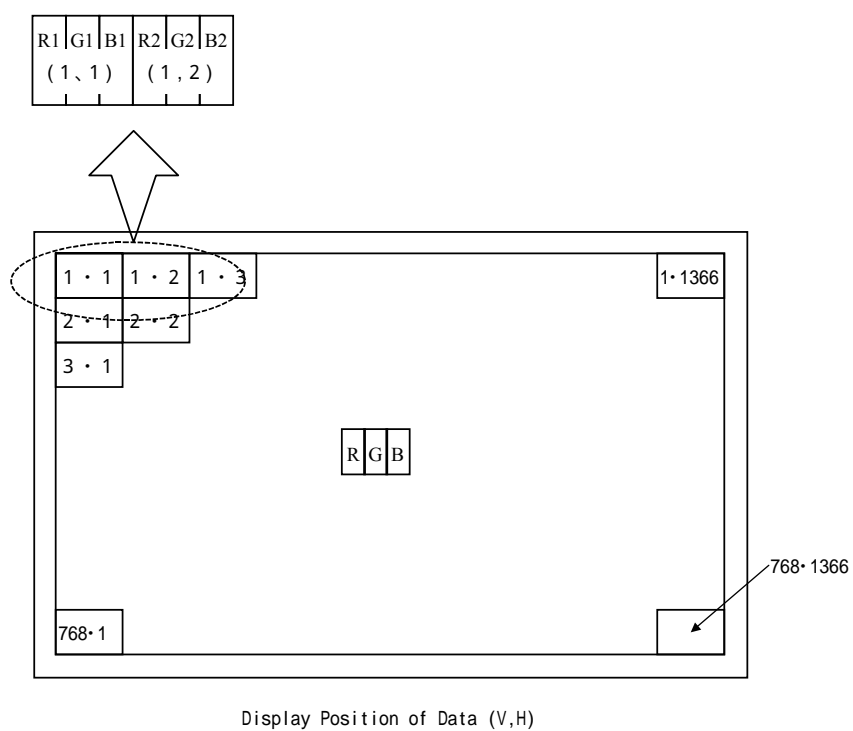 R1 G1 B1 R2 G2 B2
(1、1) (1,2)
1・1 1・2 1・3 1・1366
2・1 2・2
3・1
R G B
768・1366
768・1
Display Position of Data (V,H)